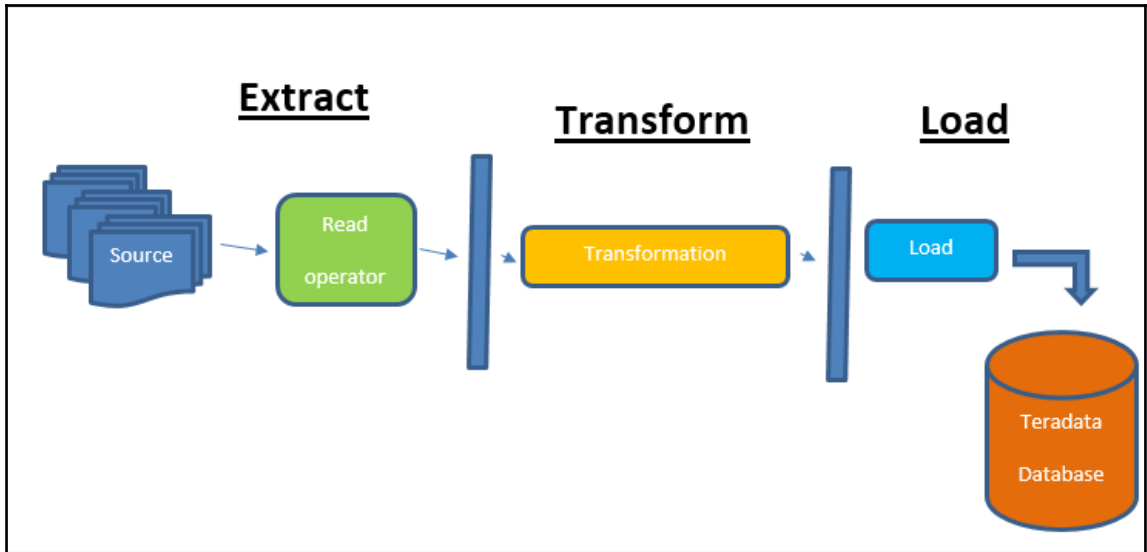 Extract
Transform
Load
Source
Read
operator
Transformation
Load
Teradata
Database